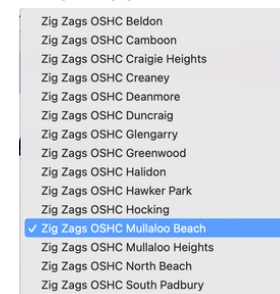 Zig Zags OSHC Beldon
Zig Zags OSHC Camboon
Zig Zags OSHC Craigie Heights
Zig Zags OSHC Creaney
Zig Zags OSHC Deanmore
Zig Zags OSHC Duncraig
Zig Zags OSHC Glengarry
Zig Zags OSHC Greenwood
Zig Zags OSHC Halidon
Zig Zags OSHC Hawker Park
Zig Zags OSHC Hocking
✓ Zig Zags OSHC Mullaloo Beach
Zig Zags OSHC Mullaloo Heights
Zig Zags OSHC North Beach
Zig Zags OSHC South Padbury